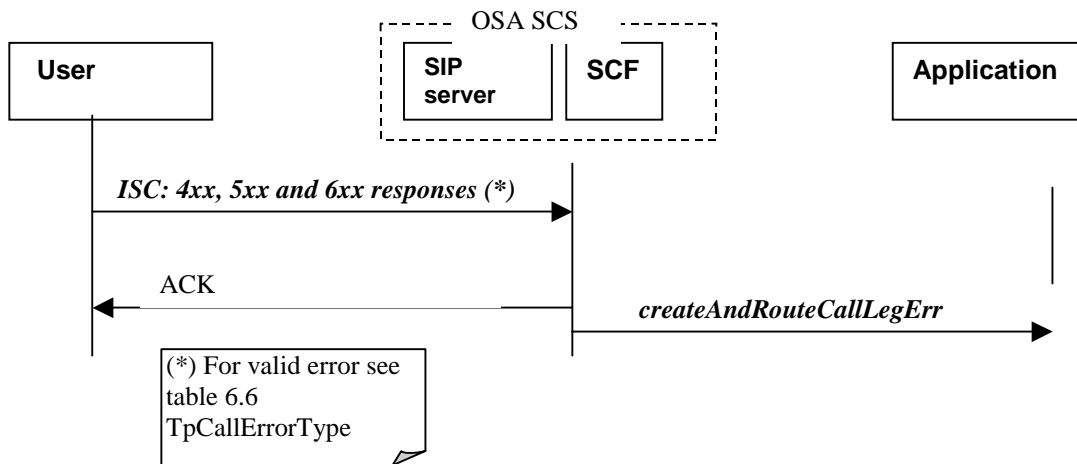 OSA SCS
User
SIP
server
SCF
Application
ISC: 4xx, 5xx and 6xx responses (*)
ACK
createAndRouteCallLegErr
(*) For valid error see
table 6.6
TpCallErrorType